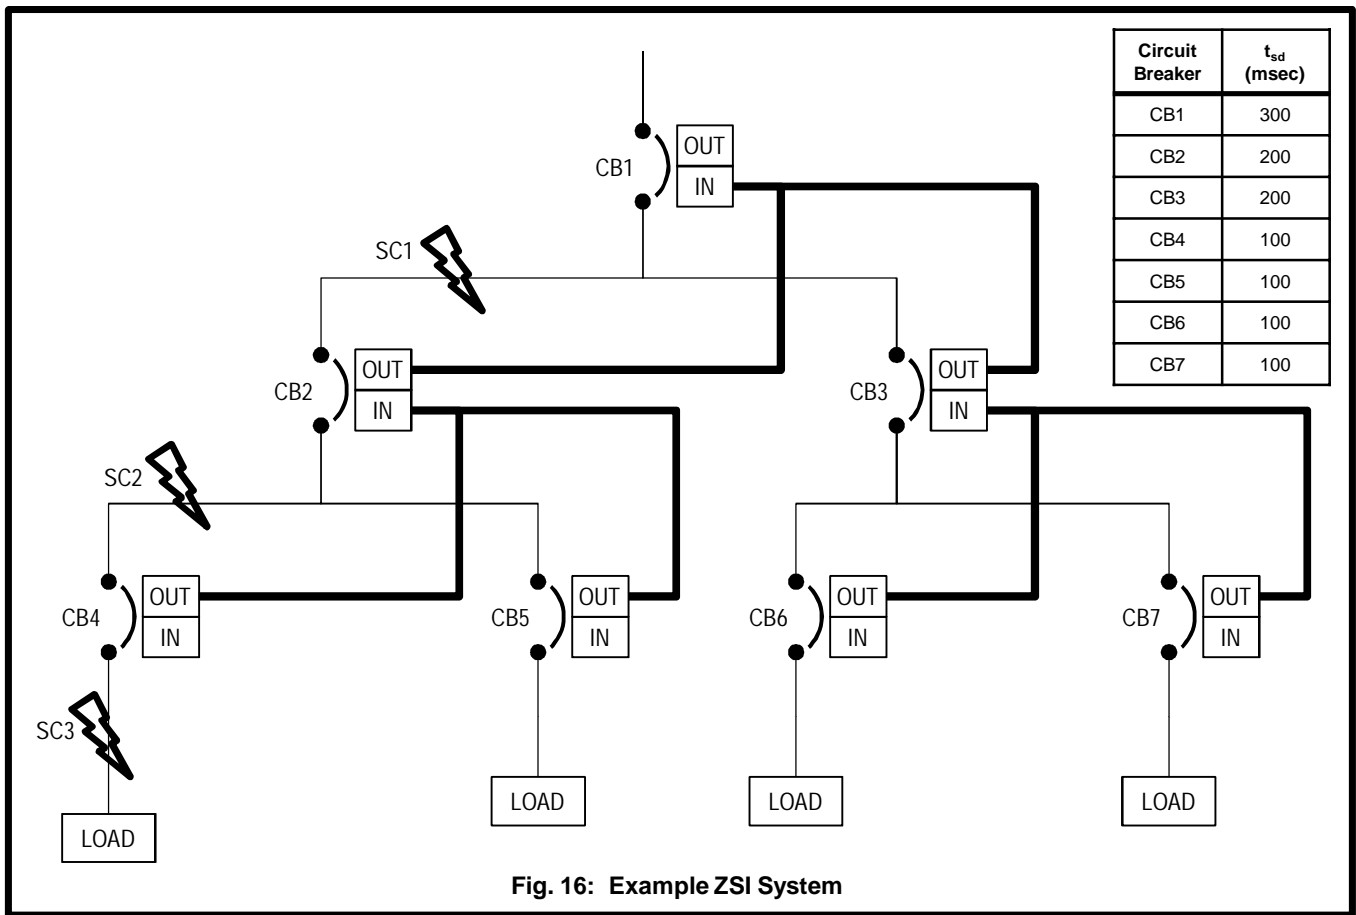 Circuit Breaker tsd (msec)
CB1 300
CB2 200
CB3 200
CB4 100
CB5 100
CB6 100
CB7 100
OUT
CB1
IN
SC1
OUT
CB2
IN
OUT
CB3
IN
SC2
OUT
CB4
IN
OUT
CB5
IN
OUT
CB6
IN
OUT
CB7
IN
SC3
LOAD
LOAD
LOAD
LOAD
Fig. 16: Example ZSI System